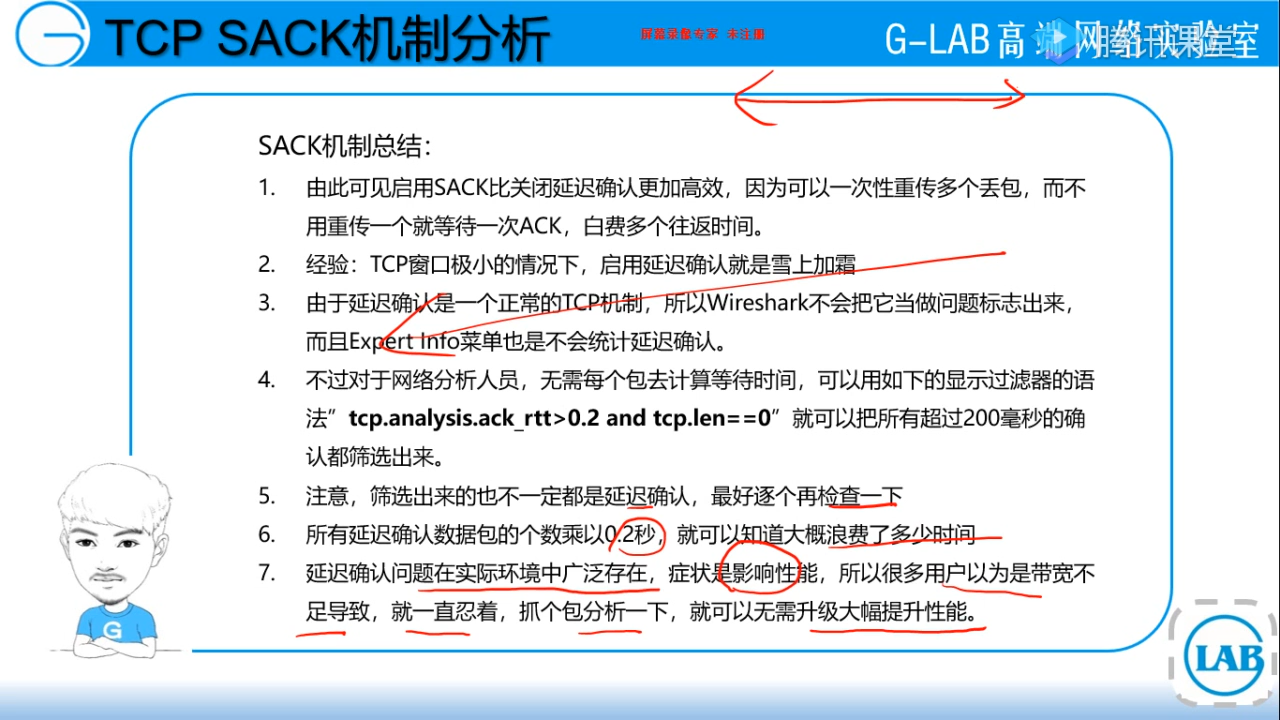 TCP SACK机制分析
屏幕录像专家 未注册
G-LAB高端网络实验室
腾讯课堂
SACK机制总结：
1. 由此可见启用SACK比关闭延迟确认更加高效，因为可以一次性重传多个丢包，而不
用重传一个就等待一次ACK，白费多个往返时间。
2. 经验：TCP窗口极小的情况下，启用延迟确认就是雪上加霜
3. 由于延迟确认是一个正常的TCP机制，所以Wireshark不会把它当做问题标志出来，
而且Expert Info菜单也是不会统计延迟确认。
4. 不过对于网络分析人员，无需每个包去计算等待时间，可以用如下的显示过滤器的语
法”tcp.analysis.ack_rtt>0.2 and tcp.len==0”就可以把所有超过200毫秒的确
认都筛选出来。
5. 注意，筛选出来的也不一定都是延迟确认，最好逐个再检查一下
6. 所有延迟确认数据包的个数乘以0.2秒，就可以知道大概浪费了多少时间
7. 延迟确认问题在实际环境中广泛存在，症状是影响性能，所以很多用户以为是带宽不
足导致，就一直忍着，抓个包分析一下，就可以无需升级大幅提升性能。
G
LAB